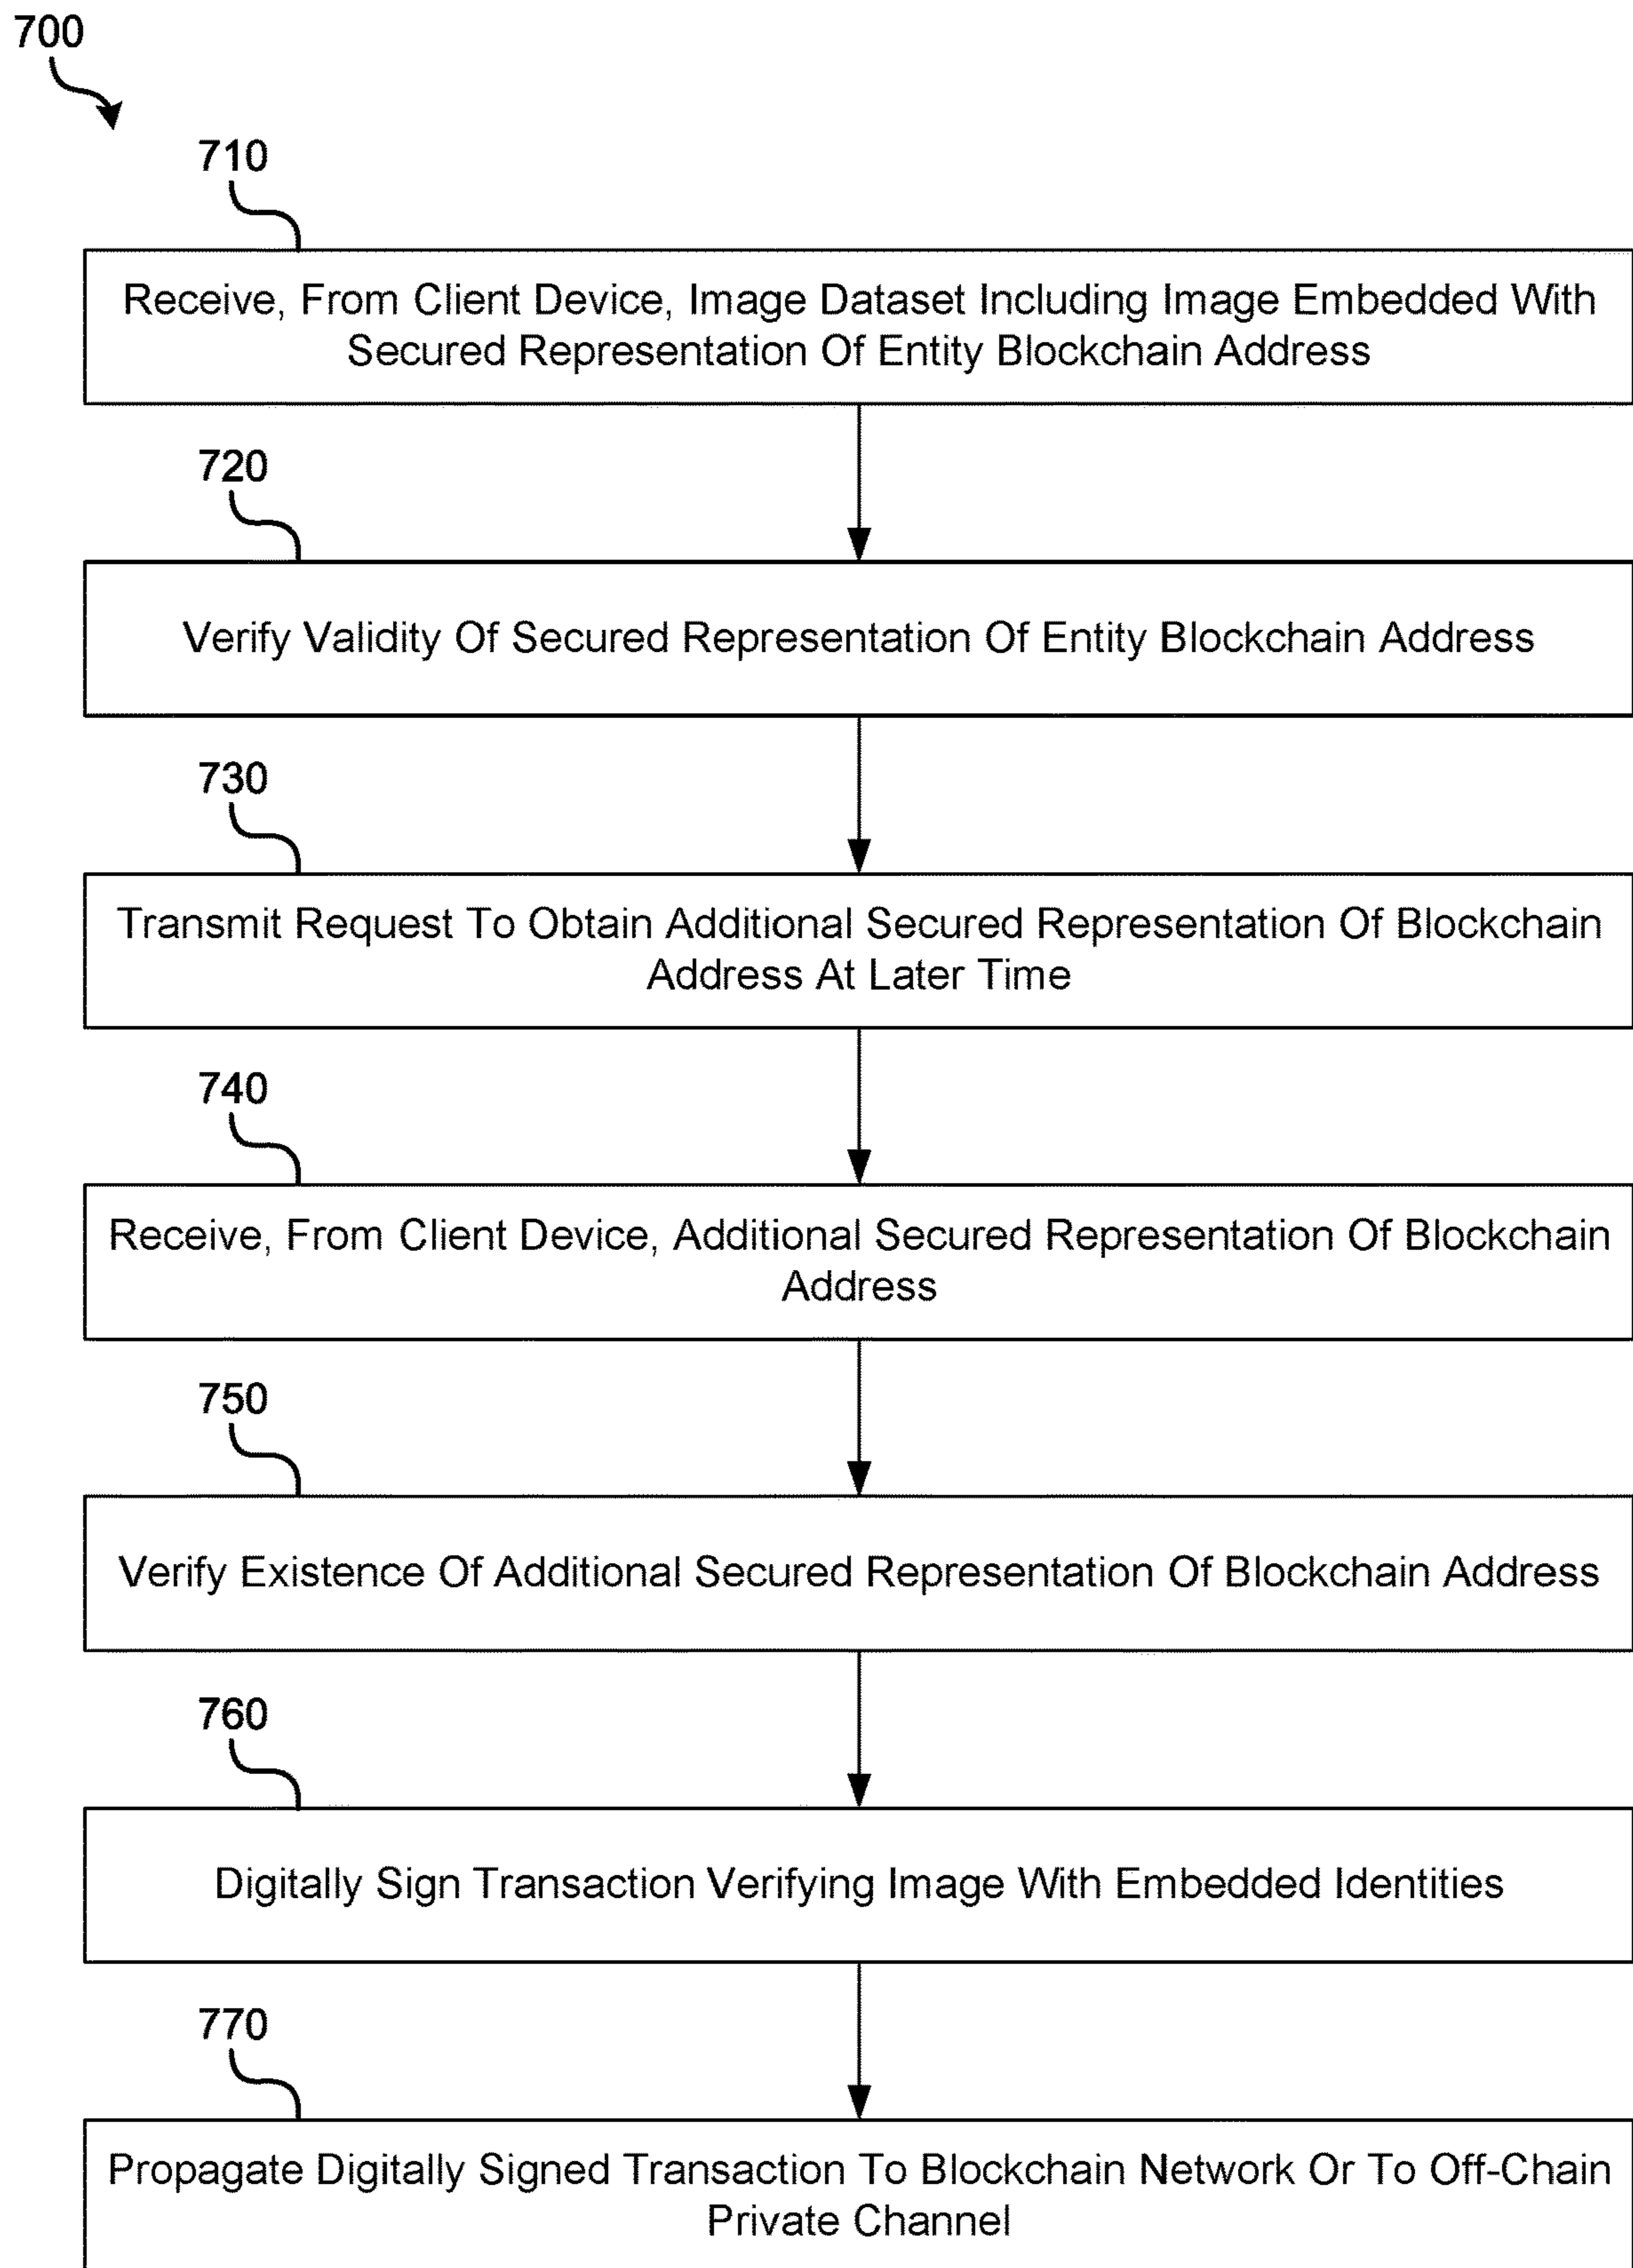 700
710
Receive, From Client Device, Image Dataset Including Image Embedded With
Secured Representation Of Entity Blockchain Address
720
Verify Validity Of Secured Representation Of Entity Blockchain Address
730
Transmit Request To Obtain Additional Secured Representation Of Blockchain
Address At Later Time
740
Receive, From Client Device, Additional Secured Representation Of Blockchain
Address
750
Verify Existence Of Additional Secured Representation Of Blockchain Address
760
Digitally Sign Transaction Verifying Image With Embedded Identities
770
Propagate Digitally Signed Transaction To Blockchain Network Or To Off-Chain
Private Channel